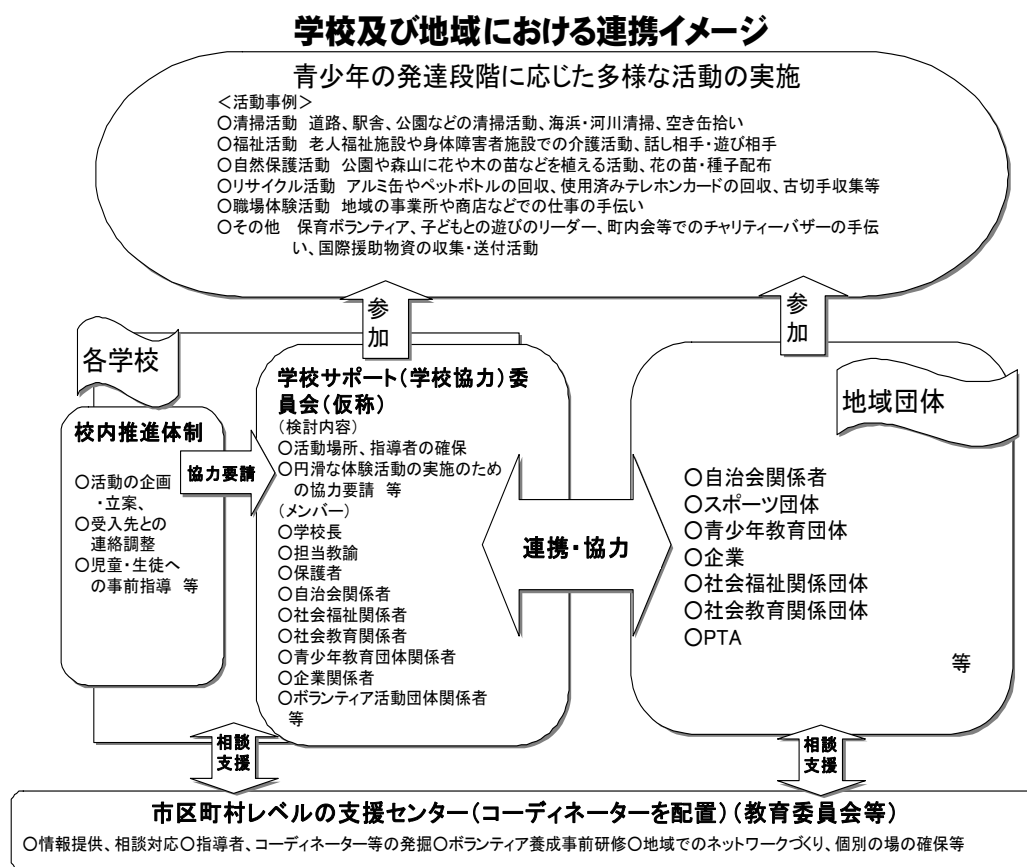 学校及び地域における連携イメージ
青少年の発達段階に応じた多様な活動の実施
＜活動事例＞
○清掃活動　道路、駅舎、公園などの清掃活動、海浜・河川清掃、空き缶拾い
○福祉活動　老人福祉施設や身体障害者施設での介護活動、話し相手・遊び相手
○自然保護活動　公園や森山に花や木の苗などを植える活動、花の苗・種子配布
○リサイクル活動　アルミ缶やペットボトルの回収、使用済みテレホンカードの回収、古切手収集等
○職場体験活動　地域の事業所や商店などでの仕事の手伝い
○その他　保育ボランティア、子どもとの遊びのリーダー、町内会等でのチャリティーバザーの手伝
い、国際援助物資の収集・送付活動
参
加
参
加
各学校
校内推進体制
○活動の企画
・立案、
○受入先との
連絡調整
○児童・生徒へ
の事前指導　等
協力要請
学校サポート（学校協力）委
員会（仮称）
（検討内容）
○活動場所、指導者の確保
○円滑な体験活動の実施のため
の協力要請　等
（メンバー）
○学校長
○担当教諭
○保護者
○自治会関係者
○社会福祉関係者
○社会教育関係者
○青少年教育団体関係者
○企業関係者
○ボランティア活動団体関係者
等
連携・協力
地域団体
○自治会関係者
○スポーツ団体
○青少年教育団体
○企業
○社会福祉関係団体
○社会教育関係団体
○PTA
等
相談
支援
相談
支援
市区町村レベルの支援センター（コーディネーターを配置）（教育委員会等）
○情報提供、相談対応○指導者、コーディネーター等の発掘○ボランティア養成事前研修○地域でのネットワークづくり、個別の場の確保等